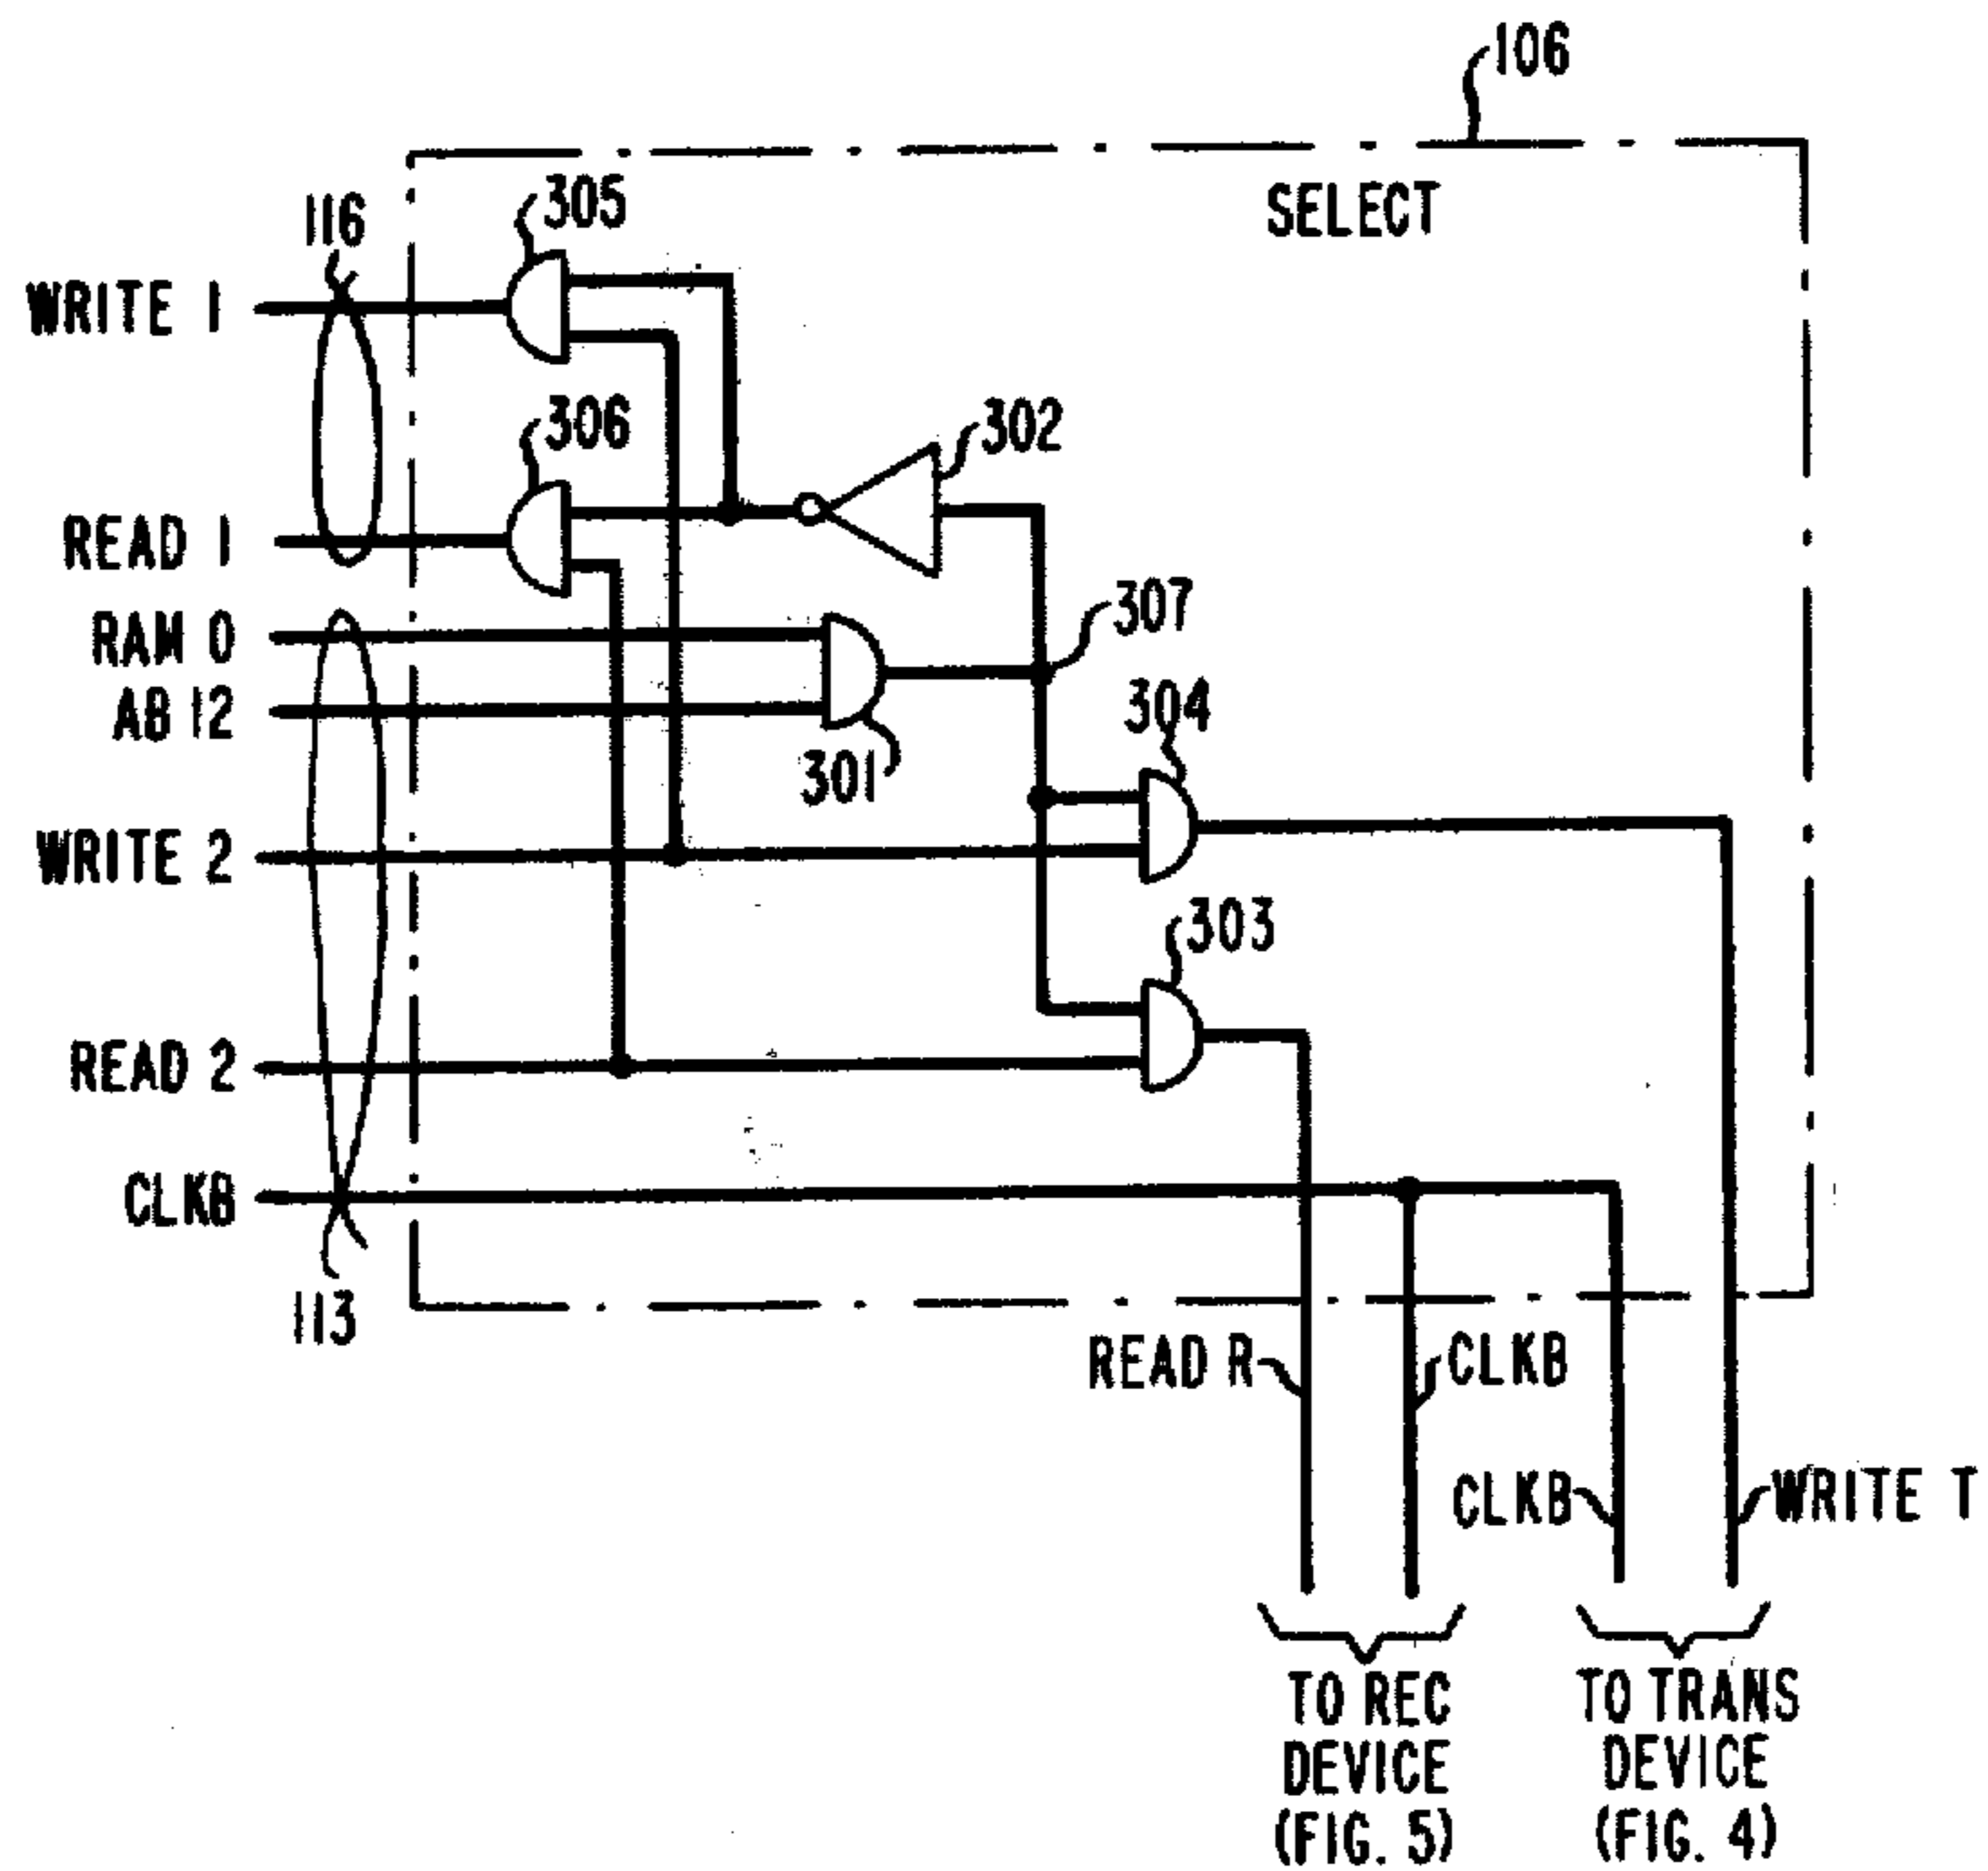 106
SELECT
116
305
WRITE 1
306
302
READ 1
307
RAM 0
AB 12
304
301
WRITE 2
303
READ 2
CLKB
113
READ R
CLKB
CLKB
WRITE T
TO REC
DEVICE
(FIG. 5)
TO TRANS
DEVICE
(FIG. 4)